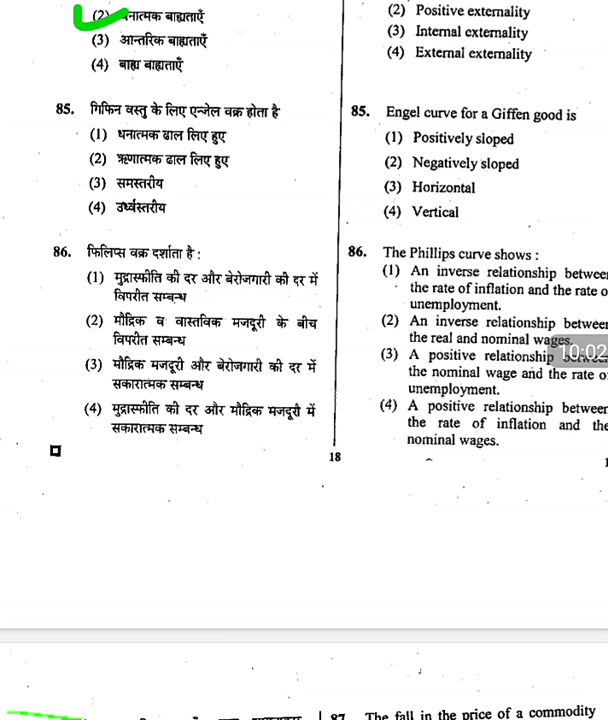 (2) नात्मक बाह्यताएँ
(3) आन्तरिक बाह्यताएँ
(4) बाह्य बाह्यताएँ
85. गिफिन वस्तु के लिए एन्जेल वक्र होता है
(1) धनात्मक ढाल लिए हुए
(2) ऋणात्मक ढाल लिए हुए
(3) समस्तरीय
(4) उर्ध्वस्तरीय
86. फिलिप्स वक्र दर्शाता है :
(1) मुद्रास्फीति की दर और बेरोजगारी की दर में
विपरीत सम्बन्ध
(2) मौद्रिक व वास्तविक मजदूरी के बीच
विपरीत सम्बन्ध
(3) मौद्रिक मजदूरी और बेरोजगारी की दर में
सकारात्मक सम्बन्ध
(4) मुद्रास्फीति की दर और मौद्रिक मजदूरी में
सकारात्मक सम्बन्ध
(2) Positive externality
(3) Internal externality
(4) External externality
85. Engel curve for a Giffen good is
(1) Positively sloped
(2) Negatively sloped
(3) Horizontal
(4) Vertical
86. The Phillips curve shows :
(1) An inverse relationship betwee
the rate of inflation and the rate o
unemployment.
(2) An inverse relationship between
the real and nominal wages.
(3) A positive relationship
the nominal wage and the rate o
unemployment.
(4) A positive relationship between
the rate of inflation and the
nominal wages.
10:02
18
87. The fall in the price of a commodity